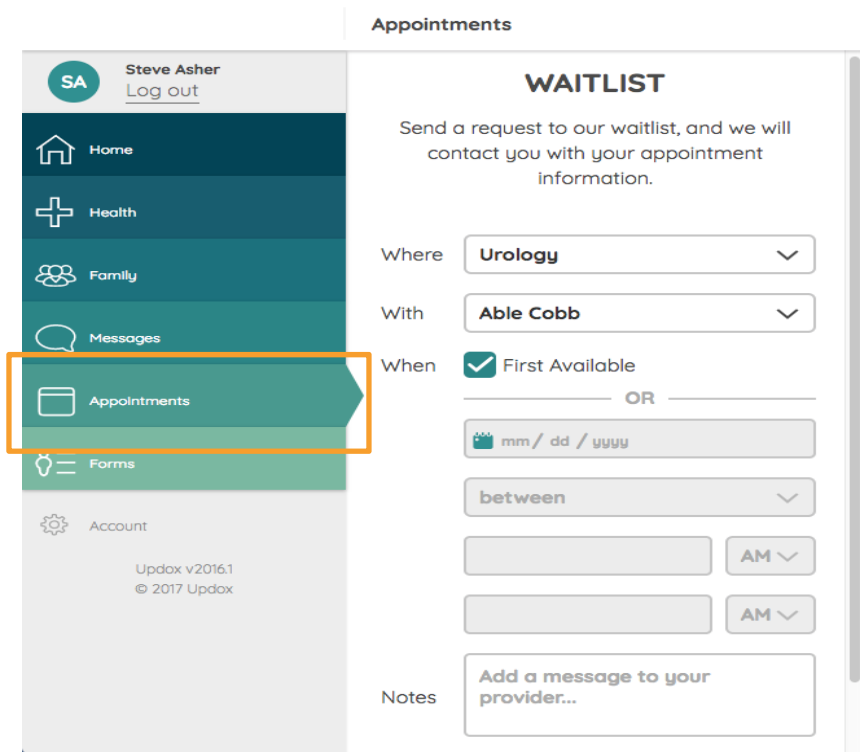 Appointments
SA
Steve Asher
Log out
Home
Health
Family
Messages
Appointments
Forms
Account
Updox v2016.1
© 2017 Updox
WAITLIST
Send a request to our waitlist, and we will
contact you with your appointment
information.
Where Urology
With Able Cobb
When First Available
OR
mm / dd / yyyy
between
AM
AM
Notes Add a message to your
provider...